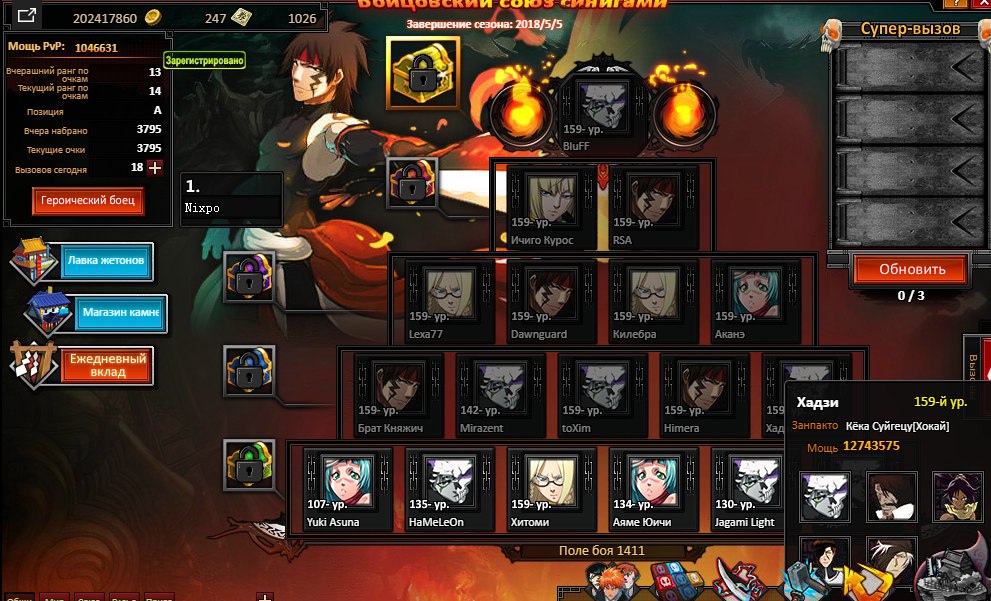 Бойцовский союз синигами
Завершение сезона: 2018/5/5
202417860
247
1026
Мощь PvP: 1046631
Зарегистрировано
Вчерашний ранг по очкам 13
Текущий ранг по очкам 14
Позиция A
Вчера набрано 3795
Текущие очки 3795
Вызовов сегодня 18
Героический боец
1.
Nixpo
Лавка жетонов
Магазин камне
Ежедневный вклад
Супер-вызов
Обновить
0 / 3
159- ур.
BluFF
159- ур. 159- ур.
Ичиго Курос RSA
159- ур. 159- ур. 159- ур. 159- ур.
Lexa77 Dawnguard Килебра Аканэ
159- ур. 142- ур. 159- ур. 159- ур. 159
Брат Княжич Mirazent toXim Himera Хад
107- ур. 135- ур. 159- ур. 134- ур. 130- ур.
Yuki Asuna HaMeLeOn Хитоми Аяме Юичи Jagami Light
Поле боя 1411
Хадзи 159-й ур.
Занпакто Кёка Суйгецу[Хокай]
Мощь 12743575